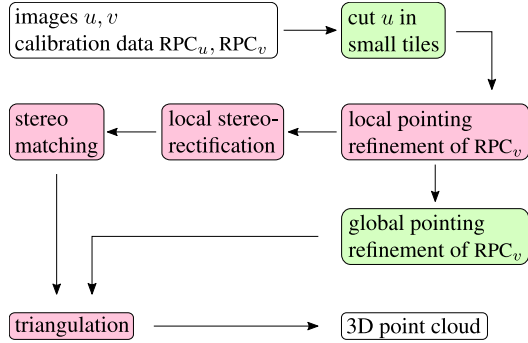 images u, v
calibration data RPC_u, RPC_v
cut u in
small tiles
stereo
matching
local stereo-
rectification
local pointing
refinement of RPC_v
global pointing
refinement of RPC_v
triangulation
3D point cloud